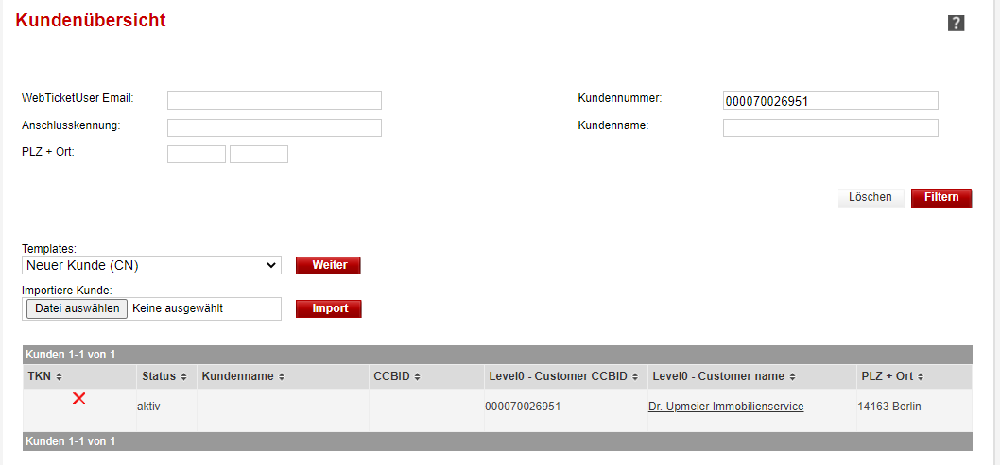 Kundenübersicht
?
WebTicketUser Email:
Kundennummer: 000070026951
Anschlusskennung:
Kundenname:
PLZ + Ort:
Löschen Filtern
Templates:
Neuer Kunde (CN) Weiter
Importiere Kunde:
Datei auswählen Keine ausgewählt Import
Kunden 1-1 von 1
TKN Status Kundenname CCBID Level0 - Customer CCBID Level0 - Customer name PLZ + Ort
aktiv 000070026951 Dr. Upmeier Immobilienservice 14163 Berlin
Kunden 1-1 von 1